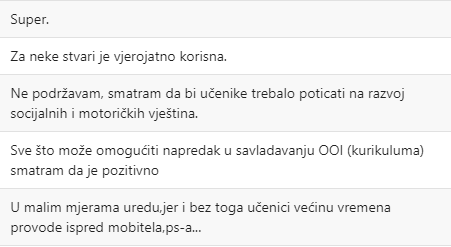 Super.
Za neke stvari je vjerojatno korisna.
Ne podržavam, smatram da bi učenike trebalo poticati na razvoj
socijalnih i motoričkih vještina.
Sve što može omogućiti napredak u savladavanju OOI (kurikuluma)
smatram da je pozitivno
U malim mjerama uredu,jer i bez toga učenici većinu vremena
provode ispred mobitela,ps-a...